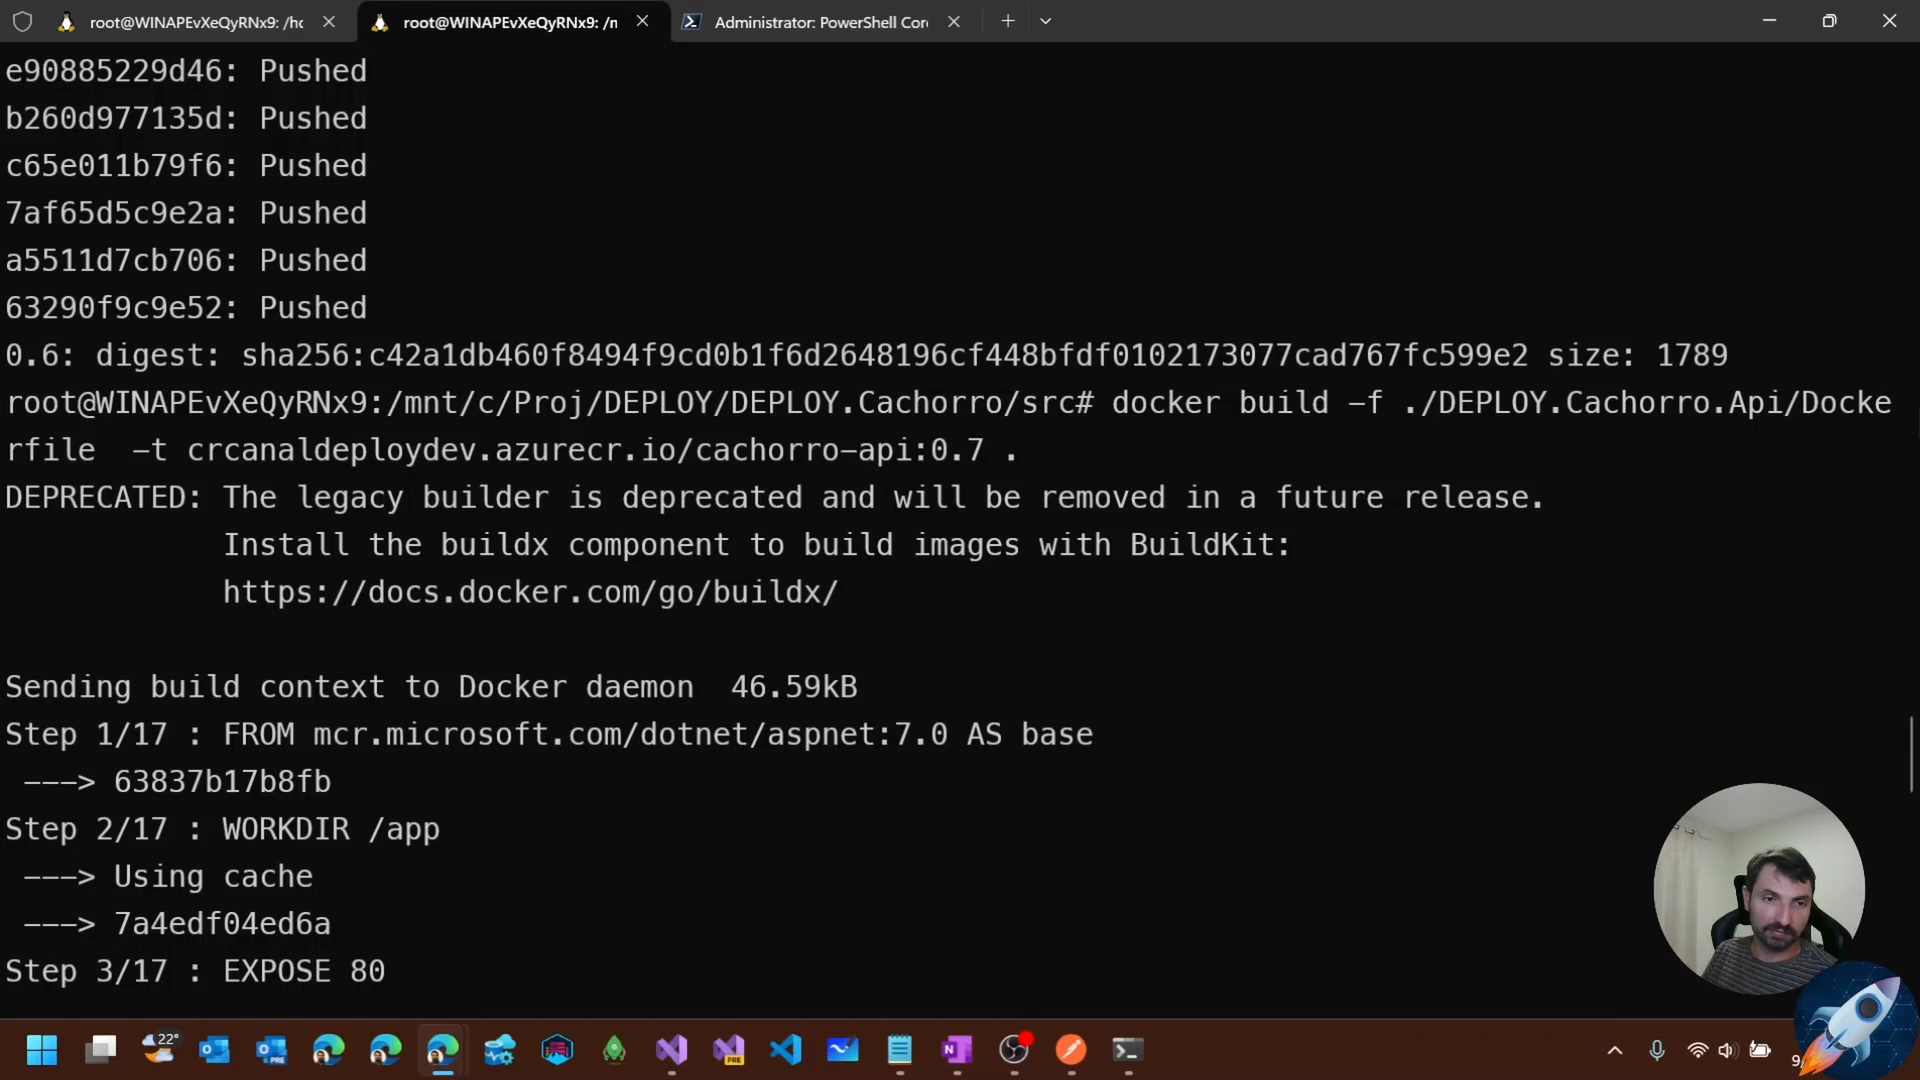 root@WINAPEvXeQyRNx9: /hc
root@WINAPEvXeQyRNx9: /n
Administrator: PowerShell Cor
e90885229d46: Pushed
b260d977135d: Pushed
c65e011b79f6: Pushed
7af65d5c9e2a: Pushed
a5511d7cb706: Pushed
63290f9c9e52: Pushed
0.6: digest: sha256:c42a1db460f8494f9cd0b1f6d2648196cf448bfdf0102173077cad767fc599e2 size: 1789
root@WINAPEvXeQyRNx9:/mnt/c/Proj/DEPLOY/DEPLOY.Cachorro/src# docker build -f ./DEPLOY.Cachorro.Api/Docke
rfile  -t crcanaldeploydev.azurecr.io/cachorro-api:0.7 .
DEPRECATED: The legacy builder is deprecated and will be removed in a future release.
Install the buildx component to build images with BuildKit:
https://docs.docker.com/go/buildx/
Sending build context to Docker daemon  46.59kB
Step 1/17 : FROM mcr.microsoft.com/dotnet/aspnet:7.0 AS base
---> 63837b17b8fb
Step 2/17 : WORKDIR /app
---> Using cache
---> 7a4edf04ed6a
Step 3/17 : EXPOSE 80
22°
PRE
PRE
9/